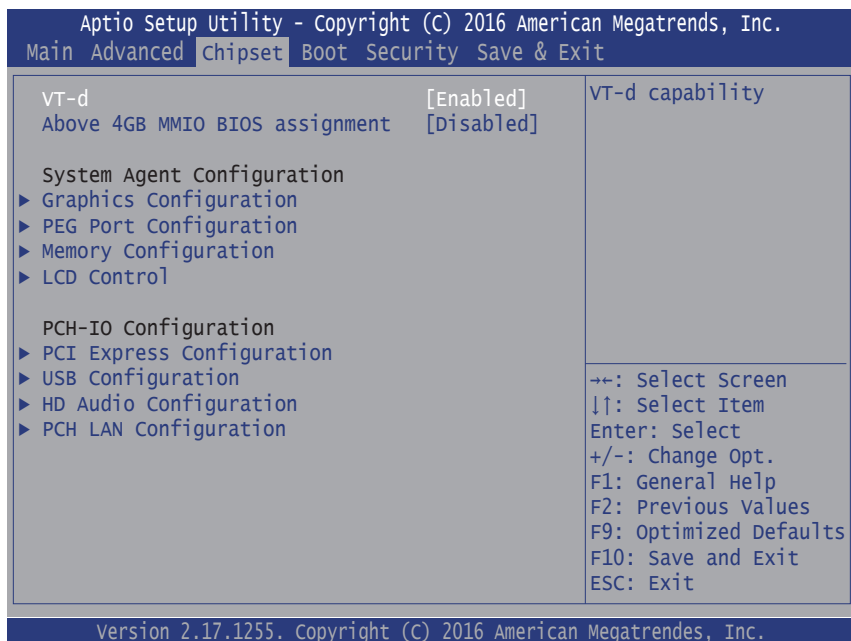 Aptio Setup Utility - Copyright (C) 2016 American Megatrends, Inc.
Main Advanced Chipset Boot Security Save & Exit
VT-d [Enabled]
Above 4GB MMIO BIOS assignment [Disabled]
System Agent Configuration
▶ Graphics Configuration
▶ PEG Port Configuration
▶ Memory Configuration
▶ LCD Control
PCH-IO Configuration
▶ PCI Express Configuration
▶ USB Configuration
▶ HD Audio Configuration
▶ PCH LAN Configuration
VT-d capability
→←: Select Screen
↓↑: Select Item
Enter: Select
+/-: Change Opt.
F1: General Help
F2: Previous Values
F9: Optimized Defaults
F10: Save and Exit
ESC: Exit
Version 2.17.1255. Copyright (C) 2016 American Megatrendes, Inc.